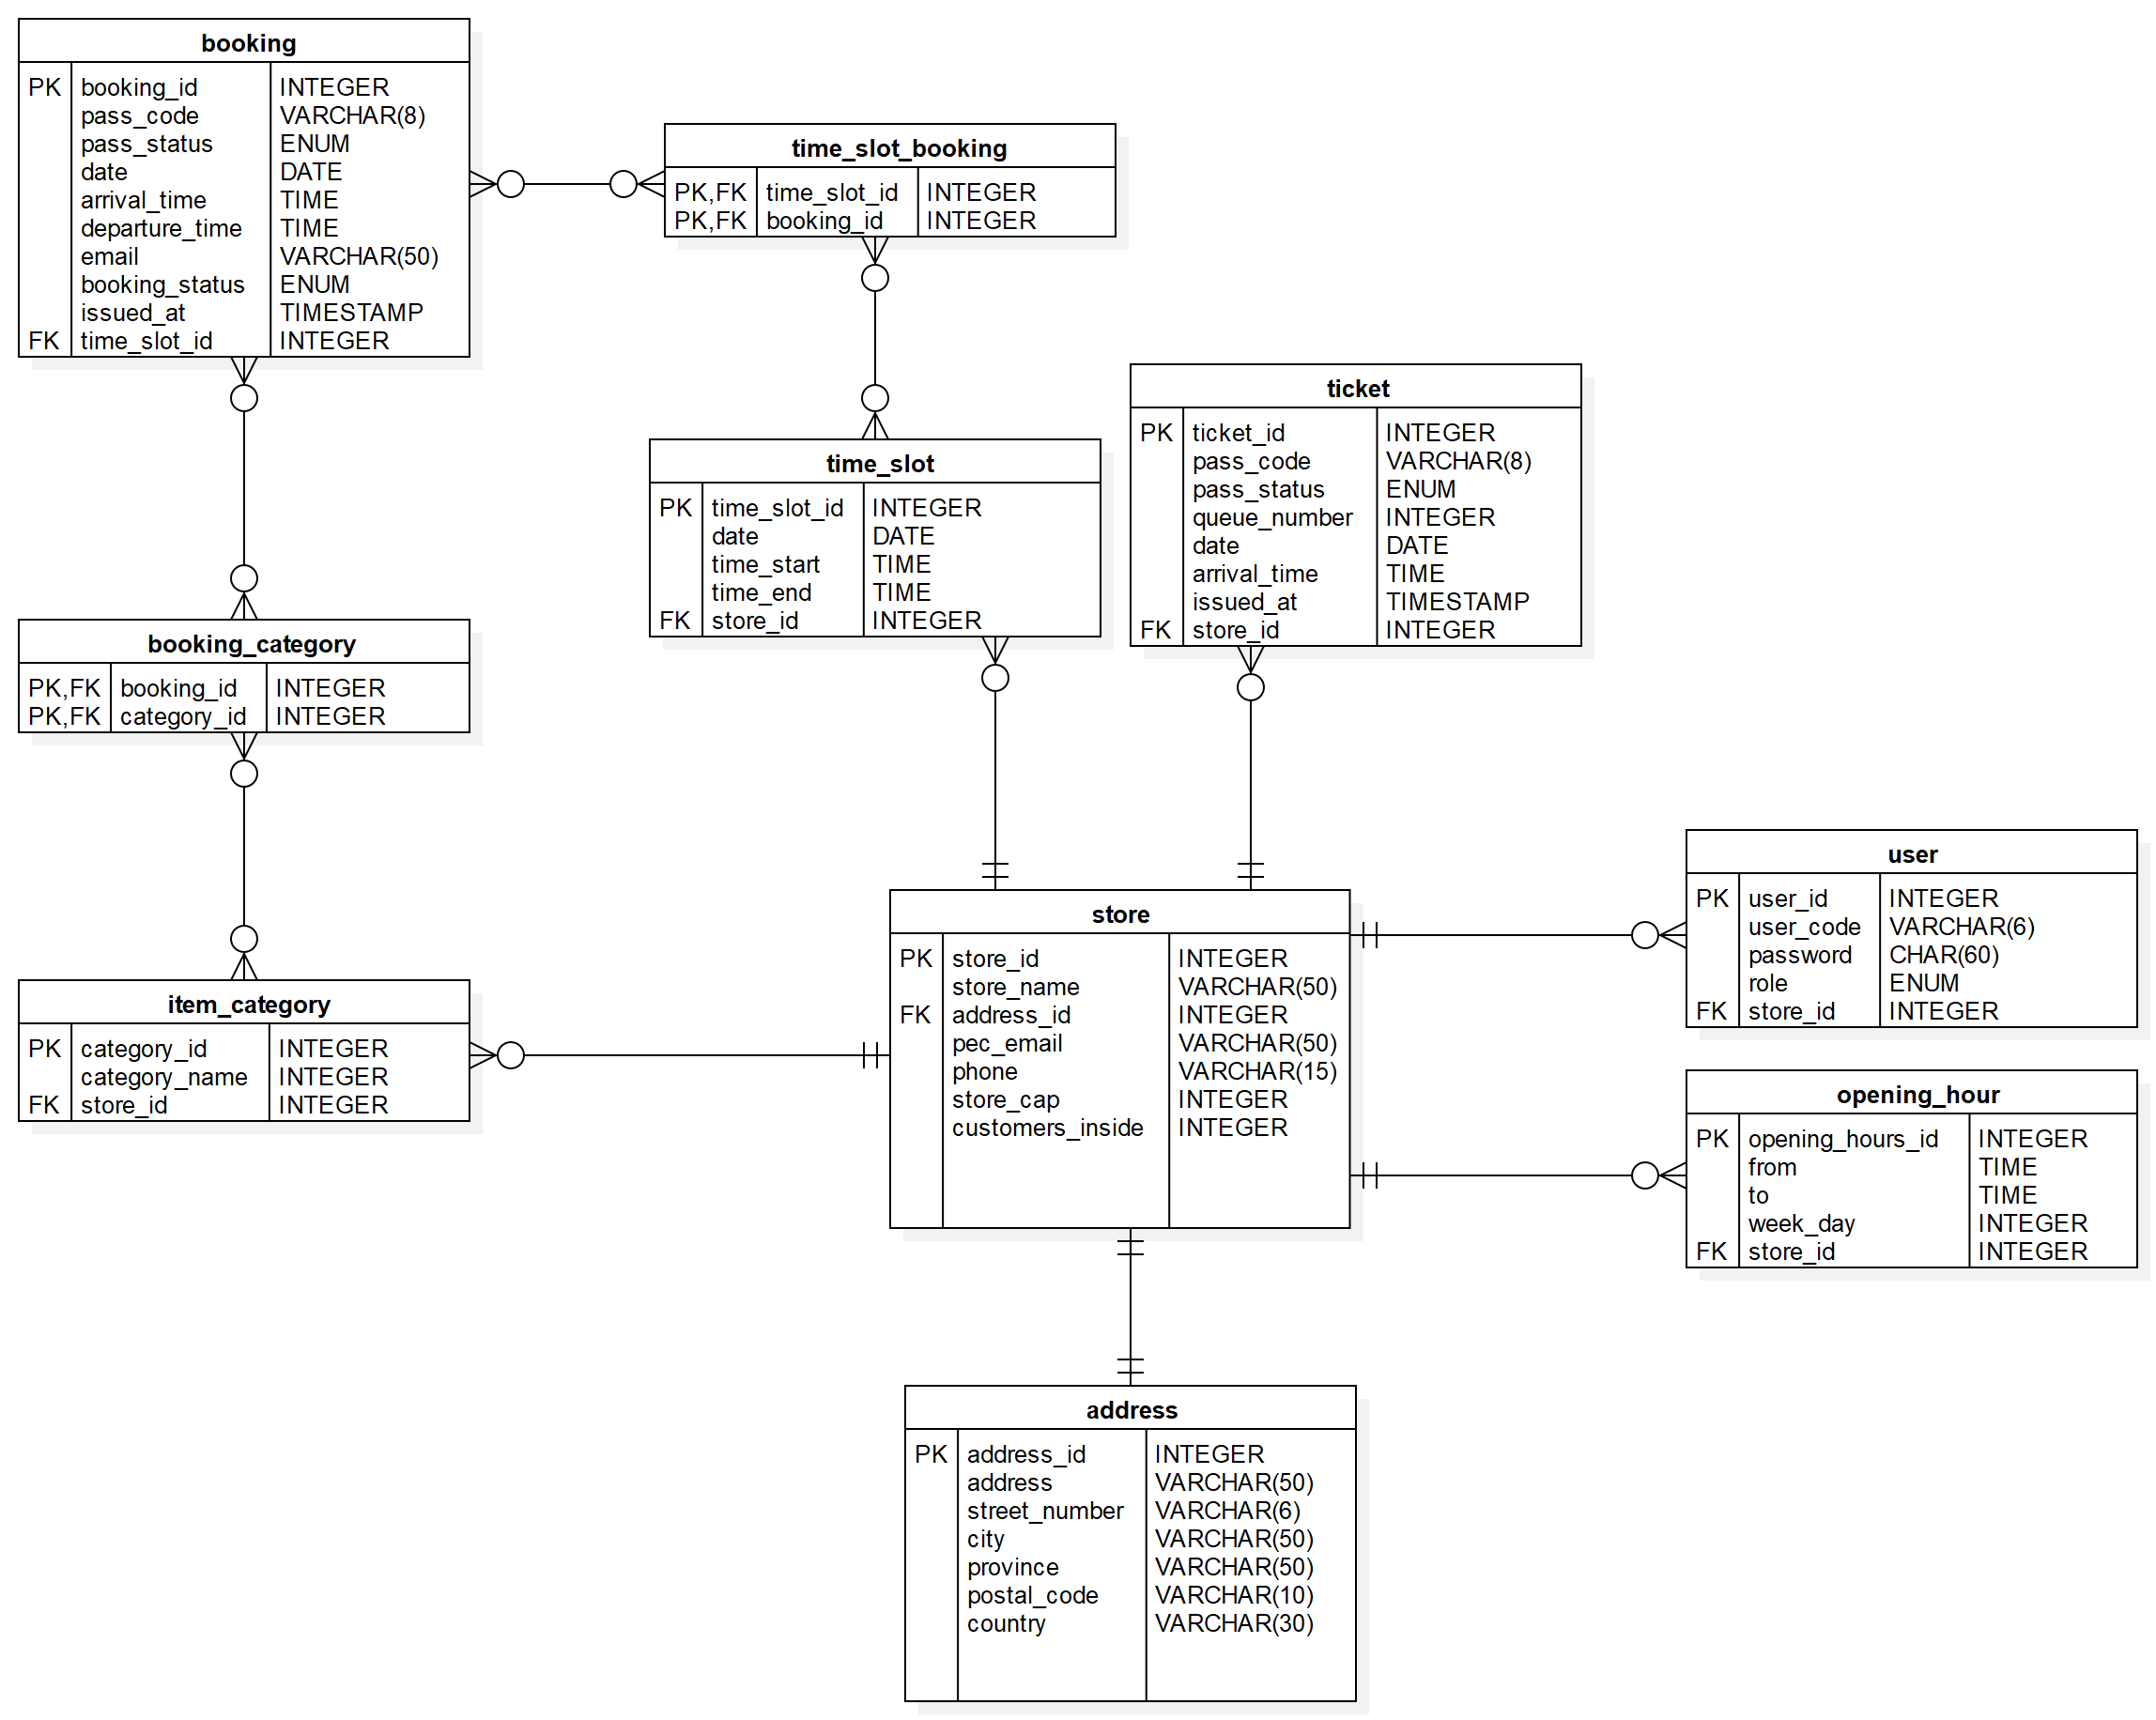 booking
PK booking_id INTEGER
pass_code VARCHAR(8)
pass_status ENUM
date DATE
arrival_time TIME
departure_time TIME
email VARCHAR(50)
booking_status ENUM
issued_at TIMESTAMP
FK time_slot_id INTEGER
time_slot_booking
PK,FK time_slot_id INTEGER
PK,FK booking_id INTEGER
time_slot
PK time_slot_id INTEGER
date DATE
time_start TIME
time_end TIME
FK store_id INTEGER
ticket
PK ticket_id INTEGER
pass_code VARCHAR(8)
pass_status ENUM
queue_number INTEGER
date DATE
arrival_time TIME
issued_at TIMESTAMP
FK store_id INTEGER
booking_category
PK,FK booking_id INTEGER
PK,FK category_id INTEGER
item_category
PK category_id INTEGER
category_name INTEGER
FK store_id INTEGER
store
PK store_id INTEGER
store_name VARCHAR(50)
FK address_id INTEGER
pec_email VARCHAR(50)
phone VARCHAR(15)
store_cap INTEGER
customers_inside INTEGER
user
PK user_id INTEGER
user_code VARCHAR(6)
password CHAR(60)
role ENUM
FK store_id INTEGER
opening_hour
PK opening_hours_id INTEGER
from TIME
to TIME
week_day INTEGER
FK store_id INTEGER
address
PK address_id INTEGER
address VARCHAR(50)
street_number VARCHAR(6)
city VARCHAR(50)
province VARCHAR(50)
postal_code VARCHAR(10)
country VARCHAR(30)